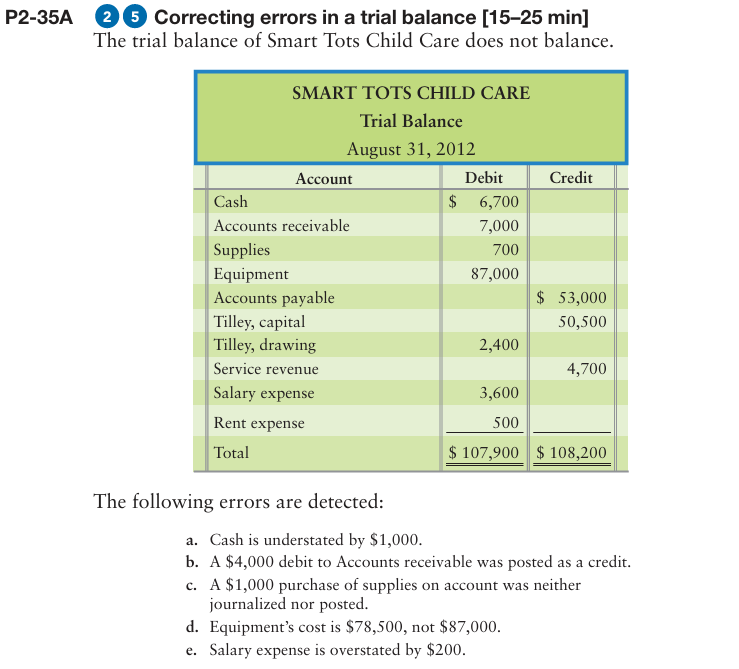 P2-35A 2 5 Correcting errors in a trial balance [15–25 min]
The trial balance of Smart Tots Child Care does not balance.
SMART TOTS CHILD CARE
Trial Balance
August 31, 2012
Account Debit Credit
Cash $ 6,700
Accounts receivable 7,000
Supplies 700
Equipment 87,000
Accounts payable $ 53,000
Tilley, capital 50,500
Tilley, drawing 2,400
Service revenue 4,700
Salary expense 3,600
Rent expense 500
Total $ 107,900 $ 108,200
The following errors are detected:
a. Cash is understated by $1,000.
b. A $4,000 debit to Accounts receivable was posted as a credit.
c. A $1,000 purchase of supplies on account was neither
journalized nor posted.
d. Equipment’s cost is $78,500, not $87,000.
e. Salary expense is overstated by $200.